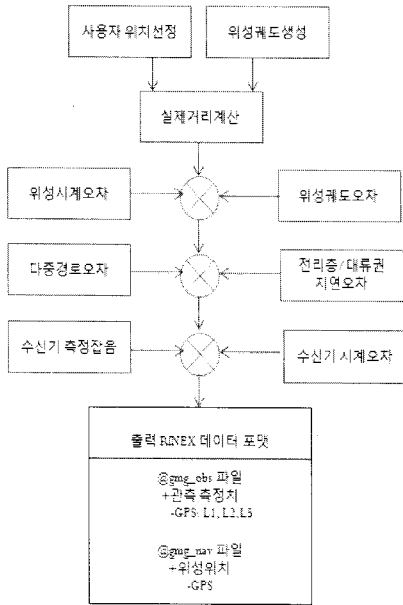 사용자 위치선정
위성궤도생성
실제거리계산
위성시계오차
위성궤도오차
다중경로오차
전리층/대류권
지연오차
수신기 측정잡음
수신기 시계오차
출력 RINEX 데이터 포맷
@gmg_obs 파일
+관측 측정치
-GPS: L1, L2, L5
@gmg_nav 파일
+위성위치
-GPS